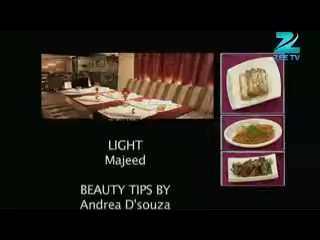 ZEE TV
LIGHT
Majeed
BEAUTY TIPS BY
Andrea D'souza